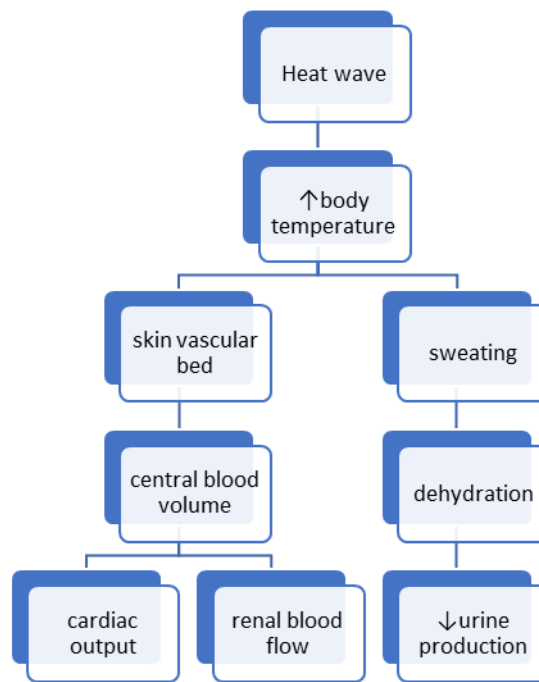 Heat wave
↑body
temperature
skin vascular
bed
sweating
central blood
volume
dehydration
cardiac
output
renal blood
flow
↓urine
production